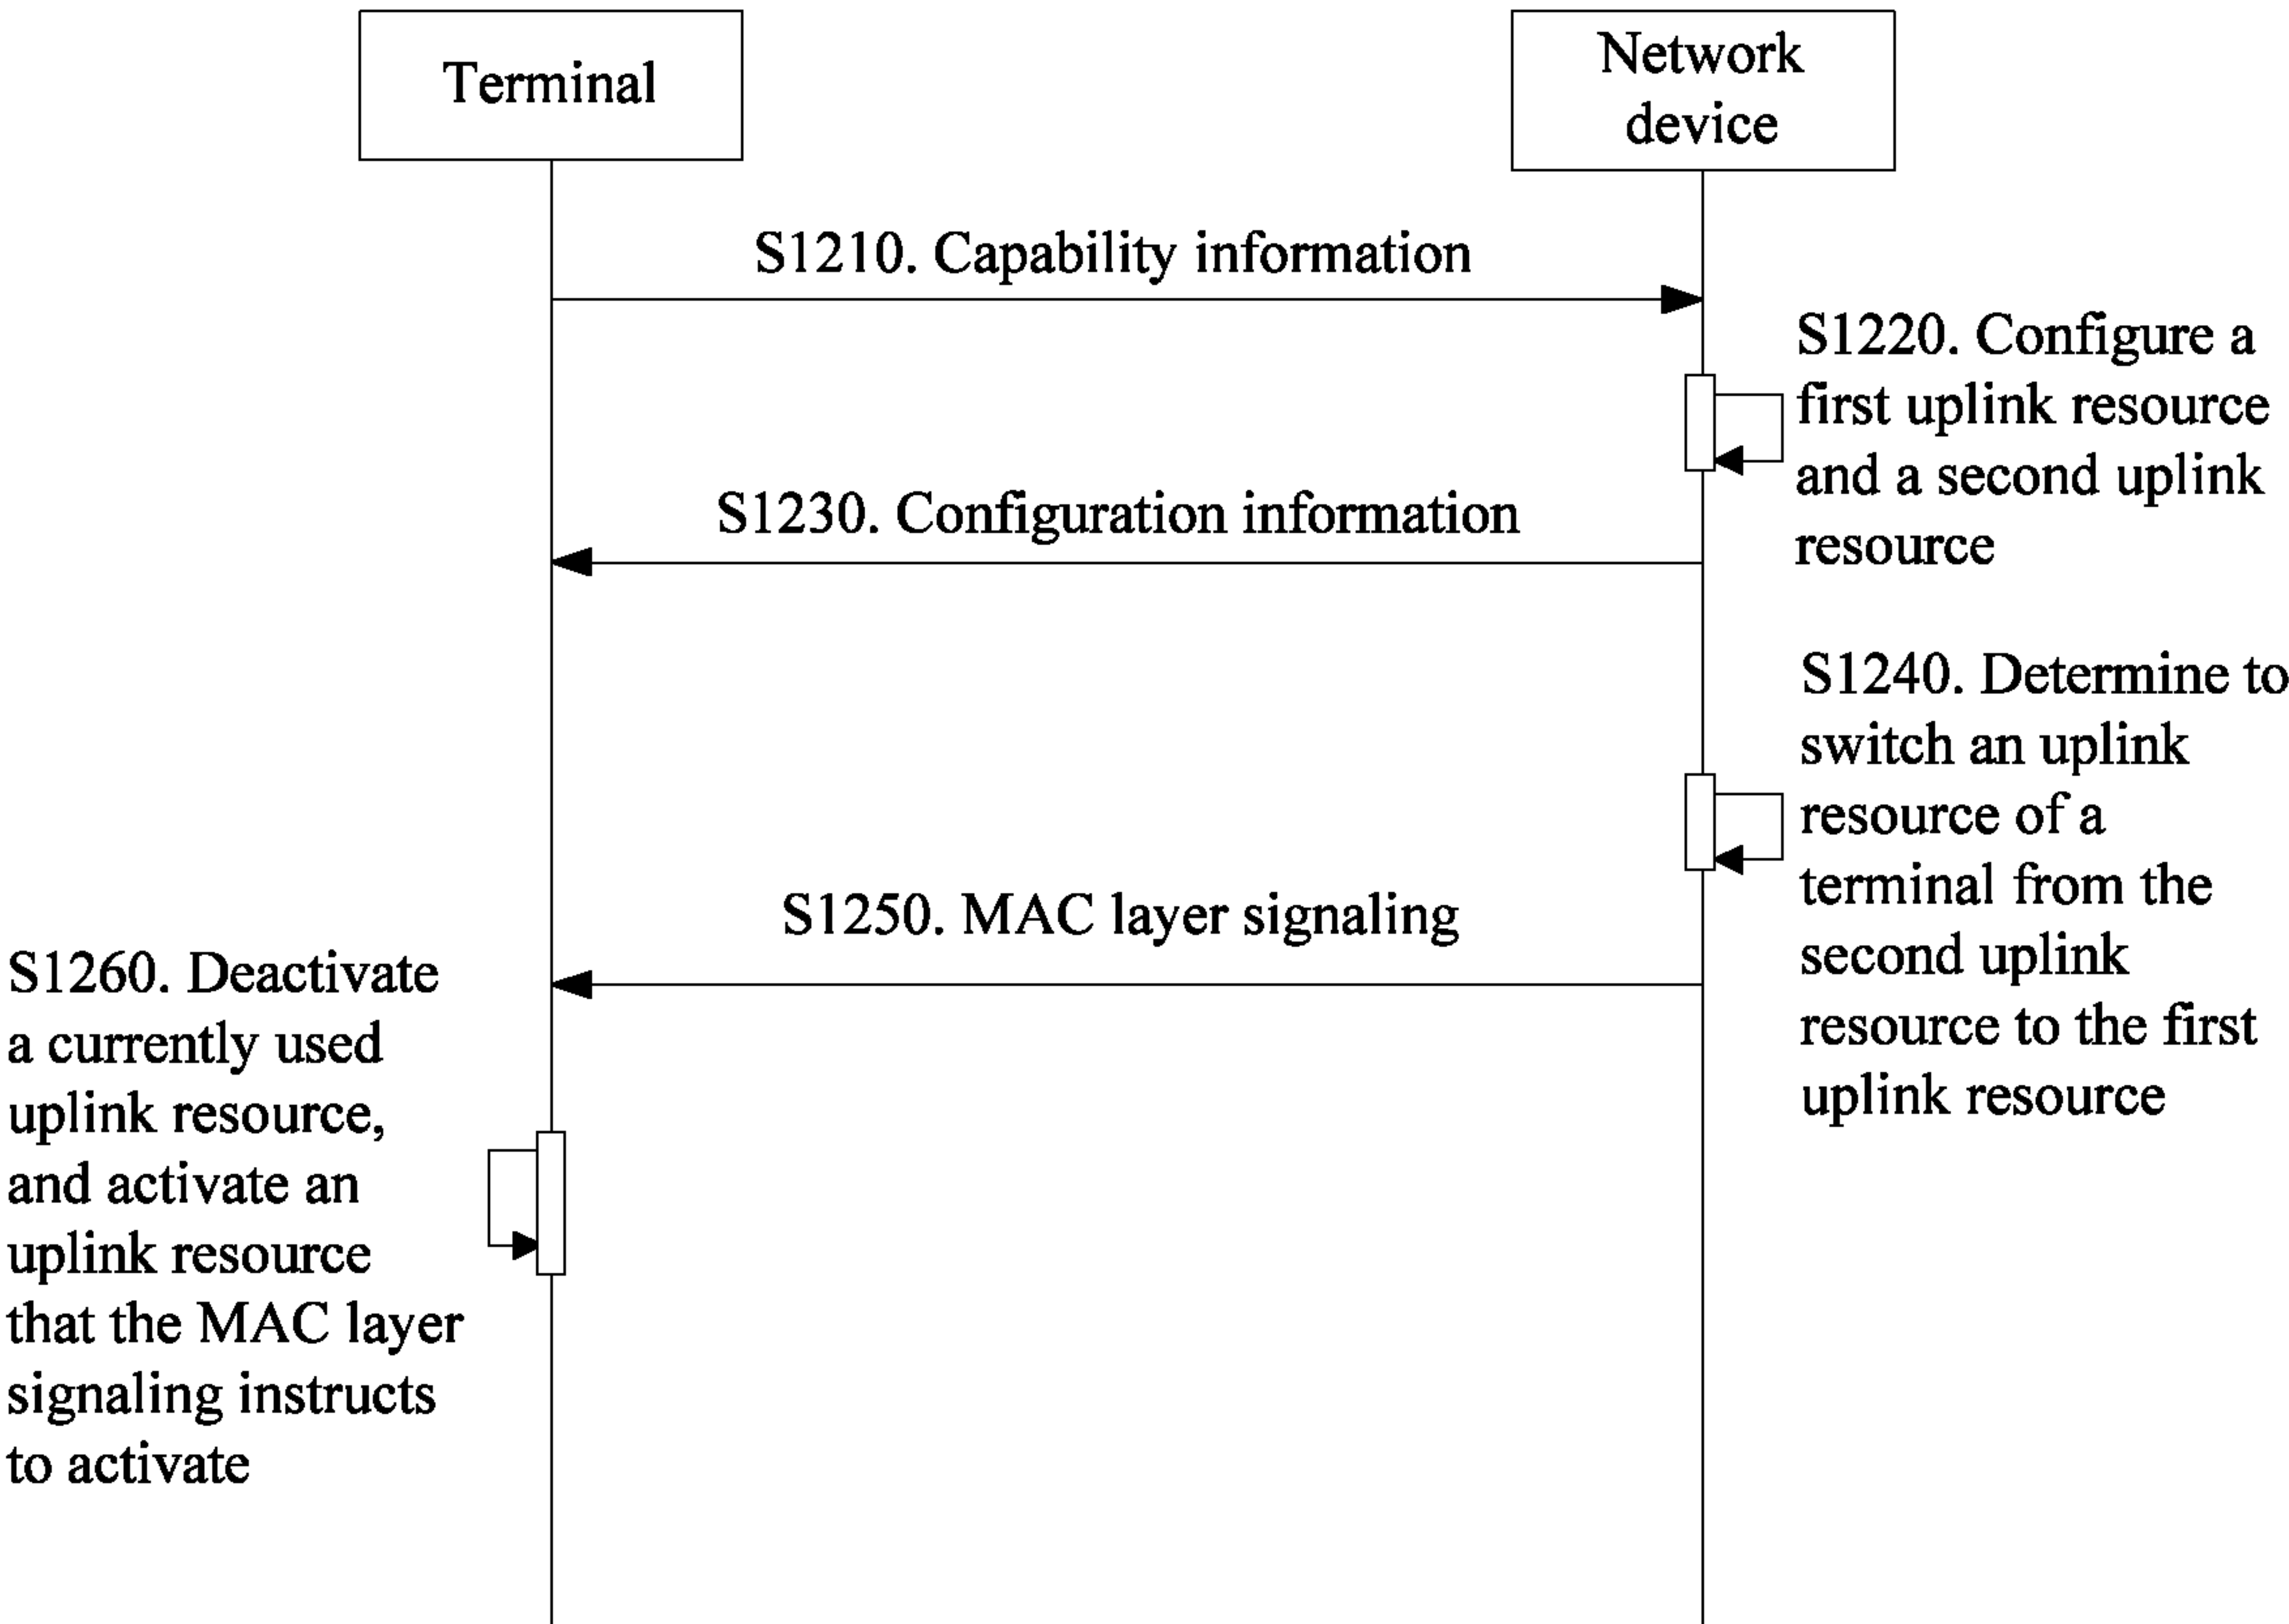 Terminal
Network
device
S1210. Capability information
S1220. Configure a
first uplink resource
and a second uplink
resource
S1230. Configuration information
S1240. Determine to
switch an uplink
resource of a
terminal from the
second uplink
resource to the first
uplink resource
S1250. MAC layer signaling
S1260. Deactivate
a currently used
uplink resource,
and activate an
uplink resource
that the MAC layer
signaling instructs
to activate